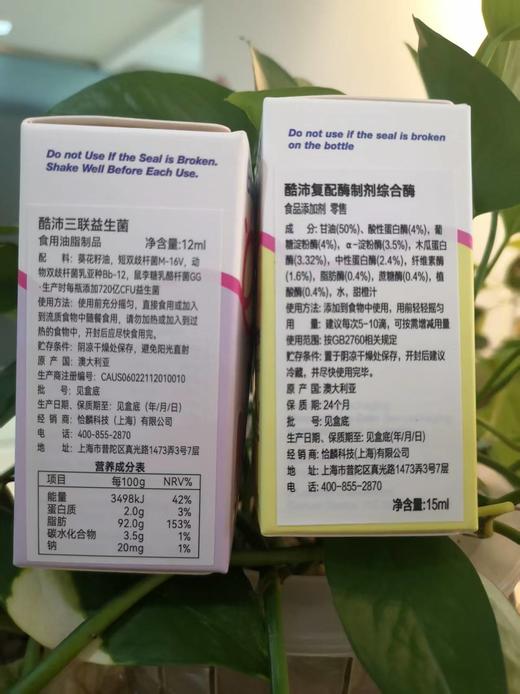 Do not Use If the Seal is Broken.
Shake Well Before Each Use.
酷沛三联益生菌
食用油脂制品 净含量:12ml
配 料: 葵花籽油, 短双歧杆菌M-16V, 动
物双歧杆菌乳亚种Bb-12, 鼠李糖乳酪杆菌GG
·生产时每瓶添加720亿CFU益生菌
使用方法: 使用前充分摇匀, 直接食用或加入
到流质食物中随餐食用, 请勿加热或加入到过
热的食物中, 开封后应尽快食用完。
贮存条件: 阴凉干燥处保存, 避免阳光直射
原 产 国: 澳大利亚
生产商注册编号: CAUS06022112010010
批 号: 见盒底
生产日期、保质期至: 见盒底 (年/月/日)
经 销 商: 恰麟科技 (上海) 有限公司
电 话: 400-855-2870
地 址: 上海市普陀区真光路1473弄3号7层
营养成分表
项目 每100g NRV%
能量 3498kJ 42%
蛋白质 2.0g 3%
脂肪 92.0g 153%
碳水化合物 3.5g 1%
钠 20mg 1%
Do not use if the seal is broken
on the bottle
酷沛复配酶制剂综合酶
食品添加剂 零售
成 分: 甘油(50%), 酸性蛋白酶(4%), 葡
糖淀粉酶(4%), α-淀粉酶(3.5%), 木瓜蛋白
酶(3.32%), 中性蛋白酶(2.4%), 纤维素酶
(1.6%), 脂肪酶(0.4%), 蔗糖酶(0.4%), 植
酸酶(0.4%), 水, 甜橙汁
使用方法: 添加到食物中使用, 用前轻轻摇匀
用 量: 建议每次5-10滴, 可按需增减用量
使用范围: 按GB2760相关规定
贮存条件: 置于阴凉干燥处保存, 开封后建议
冷藏, 并尽快使用完毕。
原 产 国: 澳大利亚
保 质 期: 24个月
批 号: 见盒底
生产日期、保质期至: 见盒底 (年/月/日)
经 销 商: 恰麟科技 (上海) 有限公司
地 址: 上海市普陀区真光路1473弄3号7层
电 话: 400-855-2870
净含量:15ml